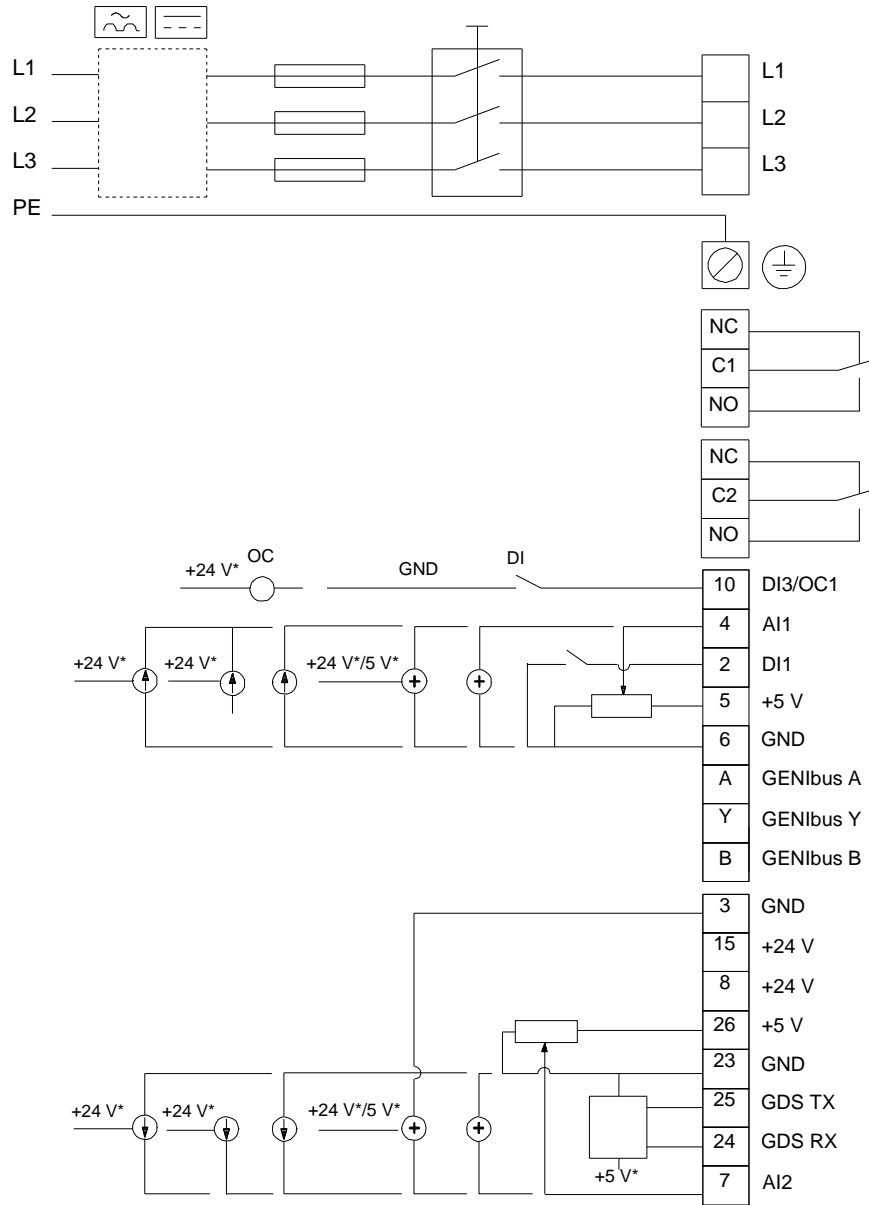 L1 L1
L2 L2
L3 L3
PE
NC
C1
NO
NC
C2
NO
+24 V* OC GND DI 10 DI3/OC1
4 AI1
+24 V* +24 V* +24 V*/5 V* 2 DI1
5 +5 V
6 GND
A GENIbus A
Y GENIbus Y
B GENIbus B
3 GND
15 +24 V
8 +24 V
26 +5 V
23 GND
+24 V* +24 V* +24 V*/5 V* 25 GDS TX
24 GDS RX
+5 V* 7 AI2